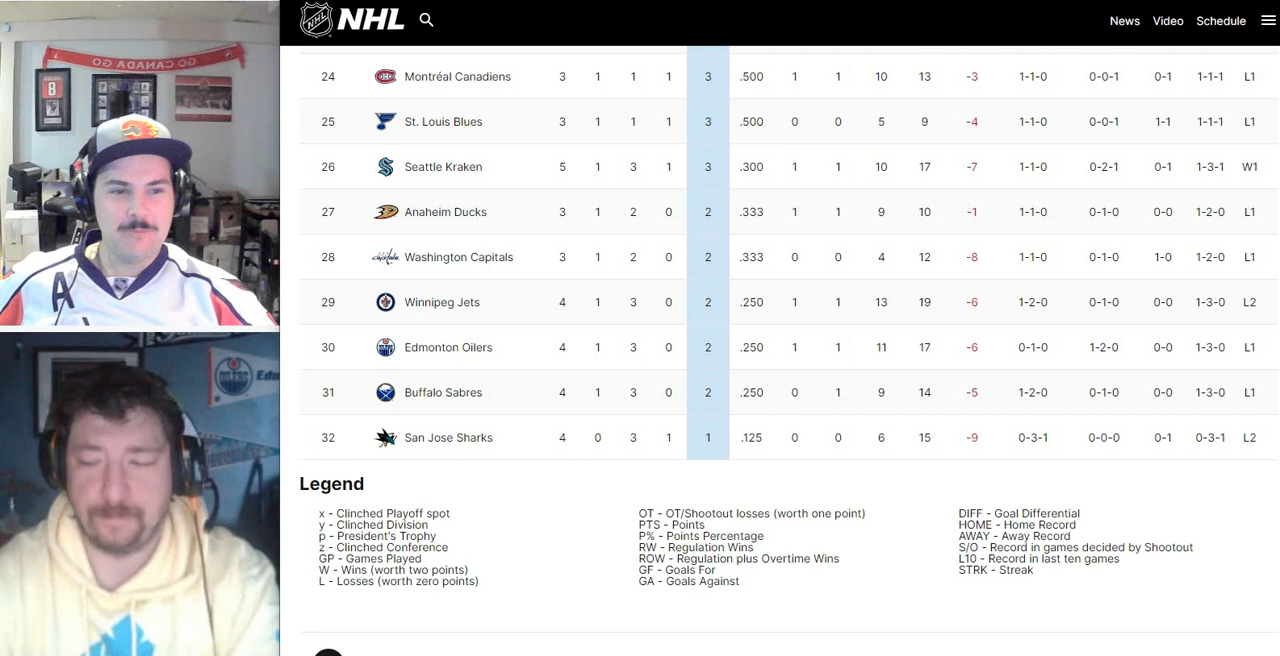 NHL NHL News Video Schedule
GO CANADA GO
8
A
OILERS Edm
24 Montréal Canadiens 3 1 1 1 3 .500 1 1 10 13 -3 1-1-0 0-0-1 0-1 1-1-1 L1
25 St. Louis Blues 3 1 1 1 3 .500 0 0 5 9 -4 1-1-0 0-0-1 1-1 1-1-1 L1
26 Seattle Kraken 5 1 3 1 3 .300 1 1 10 17 -7 1-1-0 0-2-1 0-1 1-3-1 W1
27 Anaheim Ducks 3 1 2 0 2 .333 1 1 9 10 -1 1-1-0 0-1-0 0-0 1-2-0 L1
28 capitals Washington Capitals 3 1 2 0 2 .333 0 0 4 12 -8 1-1-0 0-1-0 1-0 1-2-0 L1
29 Winnipeg Jets 4 1 3 0 2 .250 1 1 13 19 -6 1-2-0 0-1-0 0-0 1-3-0 L2
30 Edmonton Oilers 4 1 3 0 2 .250 1 1 11 17 -6 0-1-0 1-2-0 0-0 1-3-0 L1
31 Buffalo Sabres 4 1 3 0 2 .250 0 1 9 14 -5 1-2-0 0-1-0 0-0 1-3-0 L1
32 San Jose Sharks 4 0 3 1 1 .125 0 0 6 15 -9 0-3-1 0-0-0 0-1 0-3-1 L2
Legend
x - Clinched Playoff spot
y - Clinched Division
p - President's Trophy
z - Clinched Conference
GP - Games Played
W - Wins (worth two points)
L - Losses (worth zero points)
OT - OT/Shootout losses (worth one point)
PTS - Points
P% - Points Percentage
RW - Regulation Wins
ROW - Regulation plus Overtime Wins
GF - Goals For
GA - Goals Against
DIFF - Goal Differential
HOME - Home Record
AWAY - Away Record
S/O - Record in games decided by Shootout
L10 - Record in last ten games
STRK - Streak